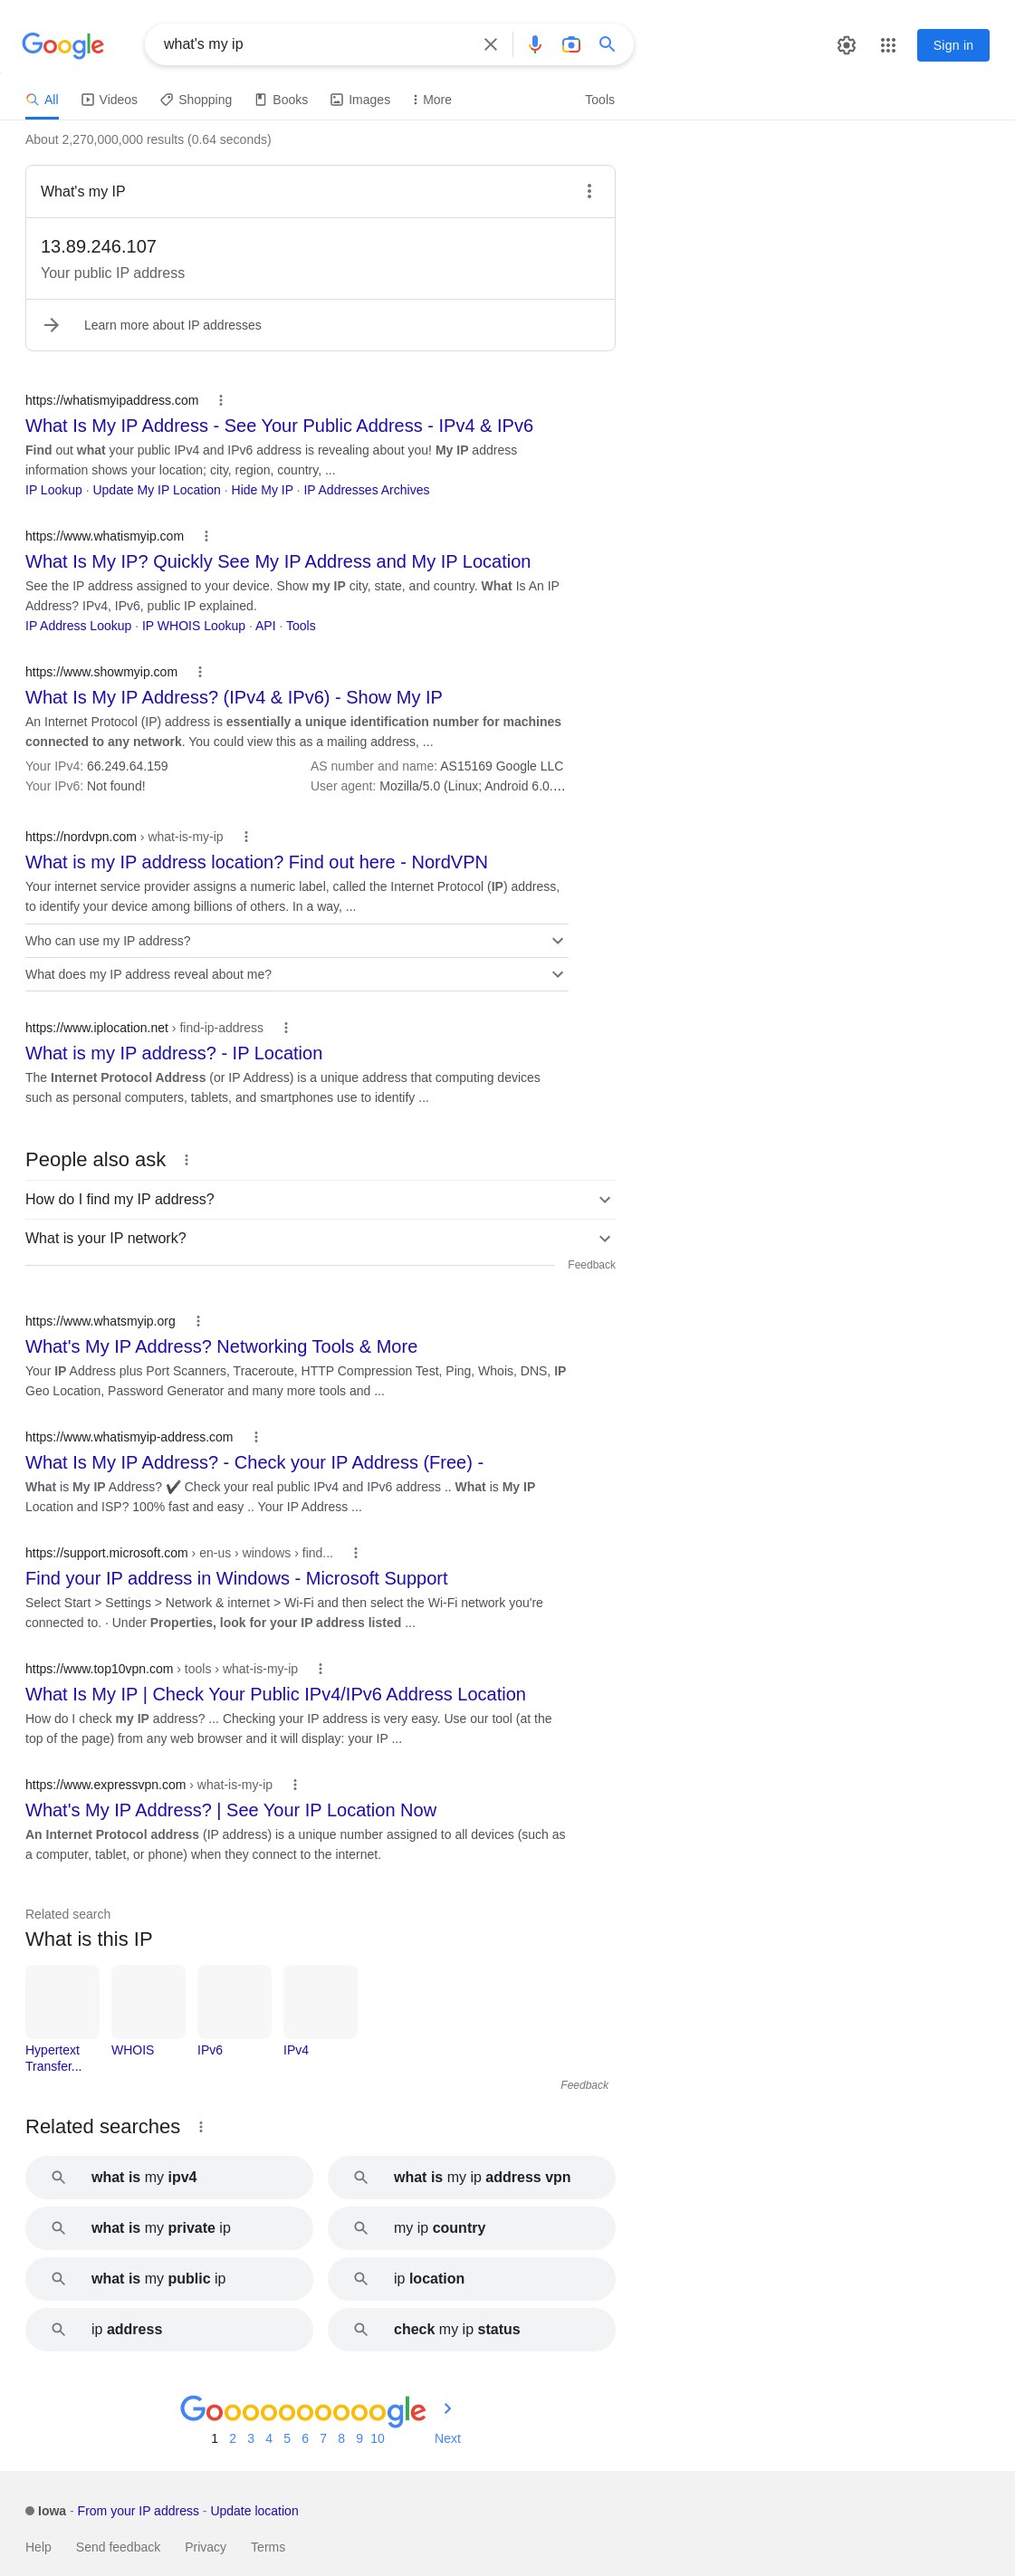 Google
what's my ip
Sign in
All Videos Shopping Books Images More Tools
About 2,270,000,000 results (0.64 seconds)
What's my IP
13.89.246.107
Your public IP address
Learn more about IP addresses
https://whatismyipaddress.com
What Is My IP Address - See Your Public Address - IPv4 & IPv6
Find out what your public IPv4 and IPv6 address is revealing about you! My IP address
information shows your location; city, region, country, ...
IP Lookup · Update My IP Location · Hide My IP · IP Addresses Archives
https://www.whatismyip.com
What Is My IP? Quickly See My IP Address and My IP Location
See the IP address assigned to your device. Show my IP city, state, and country. What Is An IP
Address? IPv4, IPv6, public IP explained.
IP Address Lookup · IP WHOIS Lookup · API · Tools
https://www.showmyip.com
What Is My IP Address? (IPv4 & IPv6) - Show My IP
An Internet Protocol (IP) address is essentially a unique identification number for machines
connected to any network. You could view this as a mailing address, ...
Your IPv4: 66.249.64.159 AS number and name: AS15169 Google LLC
Your IPv6: Not found! User agent: Mozilla/5.0 (Linux; Android 6.0....
https://nordvpn.com › what-is-my-ip
What is my IP address location? Find out here - NordVPN
Your internet service provider assigns a numeric label, called the Internet Protocol (IP) address,
to identify your device among billions of others. In a way, ...
Who can use my IP address?
What does my IP address reveal about me?
https://www.iplocation.net › find-ip-address
What is my IP address? - IP Location
The Internet Protocol Address (or IP Address) is a unique address that computing devices
such as personal computers, tablets, and smartphones use to identify ...
People also ask
How do I find my IP address?
What is your IP network?
Feedback
https://www.whatsmyip.org
What's My IP Address? Networking Tools & More
Your IP Address plus Port Scanners, Traceroute, HTTP Compression Test, Ping, Whois, DNS, IP
Geo Location, Password Generator and many more tools and ...
https://www.whatismyip-address.com
What Is My IP Address? - Check your IP Address (Free) -
What is My IP Address? ✔ Check your real public IPv4 and IPv6 address .. What is My IP
Location and ISP? 100% fast and easy .. Your IP Address ...
https://support.microsoft.com › en-us › windows › find...
Find your IP address in Windows - Microsoft Support
Select Start > Settings > Network & internet > Wi-Fi and then select the Wi-Fi network you're
connected to. · Under Properties, look for your IP address listed ...
https://www.top10vpn.com › tools › what-is-my-ip
What Is My IP | Check Your Public IPv4/IPv6 Address Location
How do I check my IP address? ... Checking your IP address is very easy. Use our tool (at the
top of the page) from any web browser and it will display: your IP ...
https://www.expressvpn.com › what-is-my-ip
What's My IP Address? | See Your IP Location Now
An Internet Protocol address (IP address) is a unique number assigned to all devices (such as
a computer, tablet, or phone) when they connect to the internet.
Related search
What is this IP
Hypertext WHOIS IPv6 IPv4
Transfer...
Feedback
Related searches
what is my ipv4 what is my ip address vpn
what is my private ip my ip country
what is my public ip ip location
ip address check my ip status
Goooooooooogle
1 2 3 4 5 6 7 8 9 10 Next
Iowa - From your IP address - Update location
Help Send feedback Privacy Terms